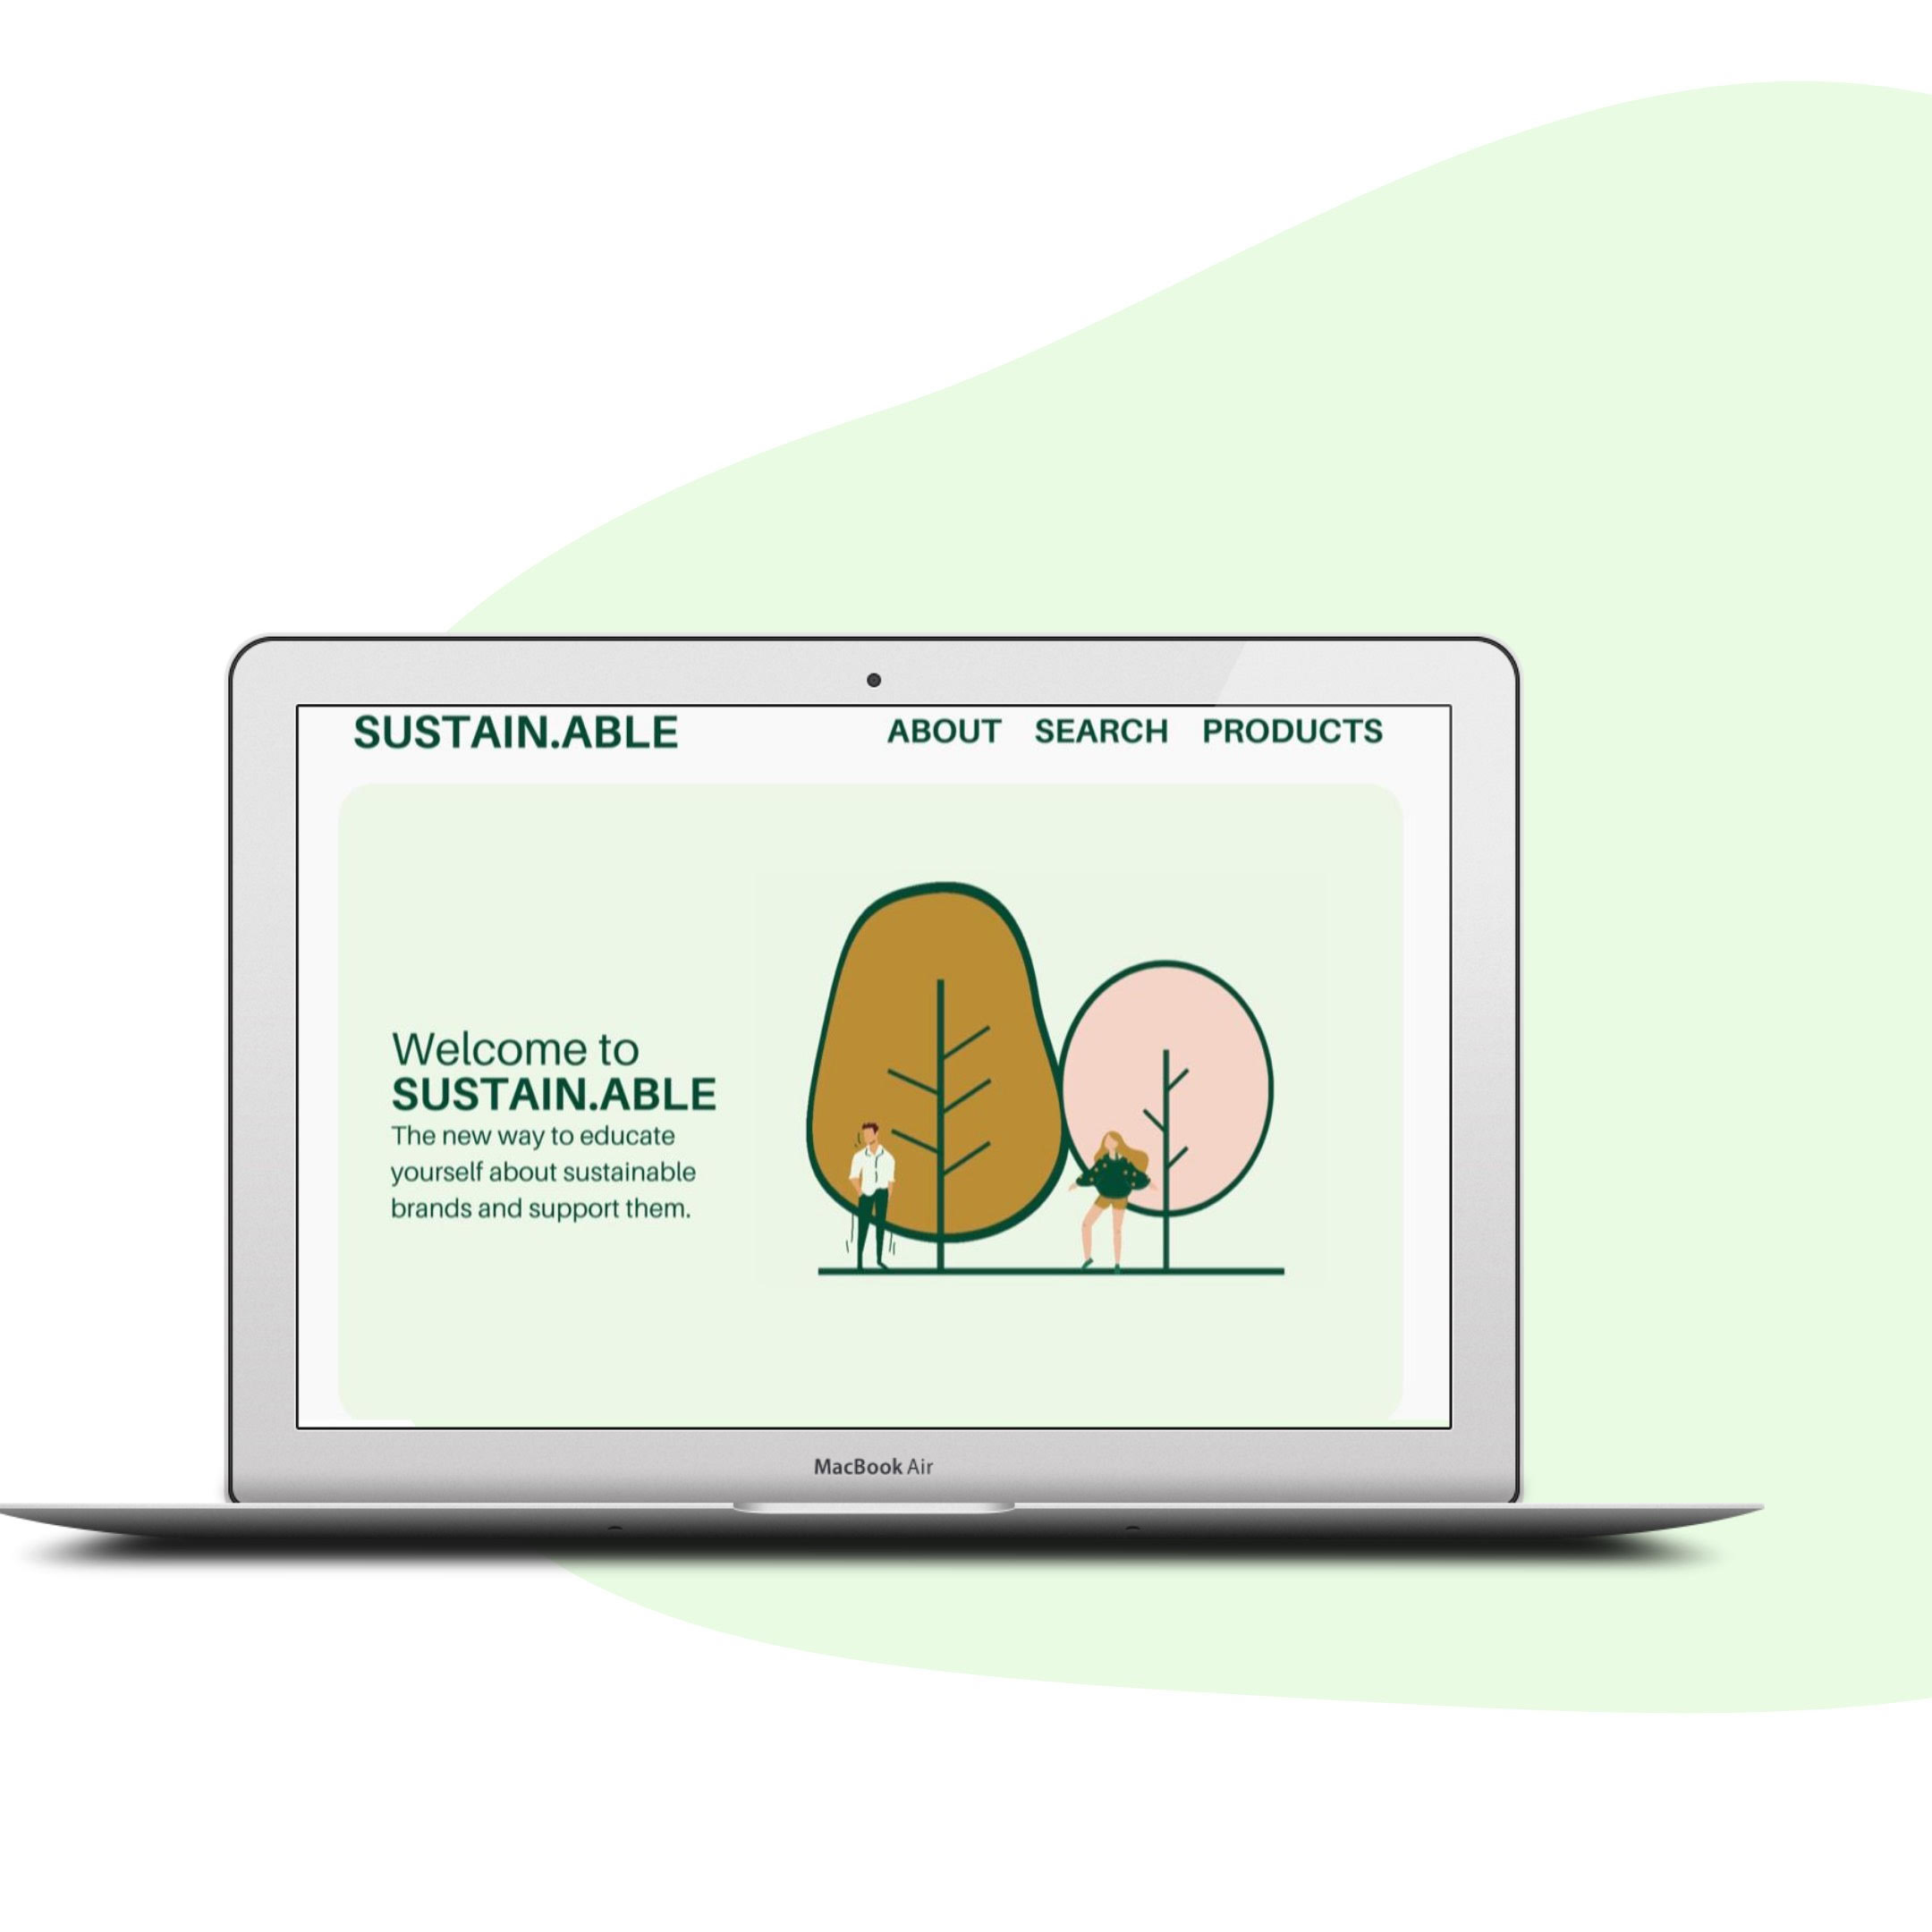 SUSTAIN.ABLE
ABOUT SEARCH PRODUCTS
Welcome to
SUSTAIN.ABLE
The new way to educate
yourself about sustainable
brands and support them.
MacBook Air